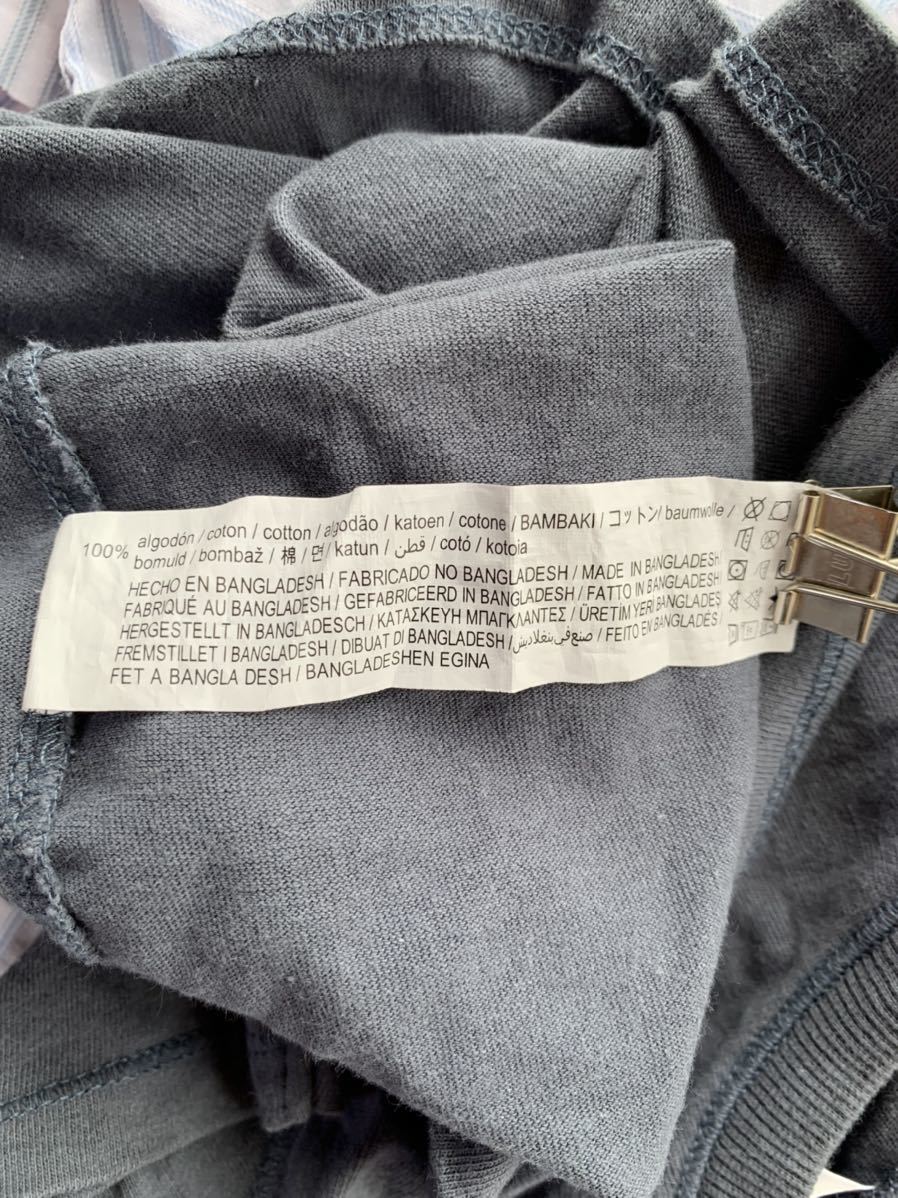 100% algodón / coton / cotton / algodão / katoen / cotone / BAMBAKI / コットン / baumwolle /
bomuld / bombaž / 棉 / 면 / katun / قطن / cotó / kotoia
HECHO EN BANGLADESH / FABRICADO NO BANGLADESH / MADE IN BANGLADESH /
FABRIQUÉ AU BANGLADESH / GEFABRICEERD IN BANGLADESH / FATTO IN BANGLADESH /
HERGESTELLT IN BANGLADESCH / ΚΑΤΑΣΚΕΥΗ ΜΠΑΓΚΛΑΝΤΕΣ / ÜRETIM YERI BANGLADES /
FREMSTILLET I BANGLADESH / DIBUAT DI BANGLADESH / صنع في بنغلاديش / FEITO EN BANGLADES /
FET A BANGLA DESH / BANGLADESHEN EGINA